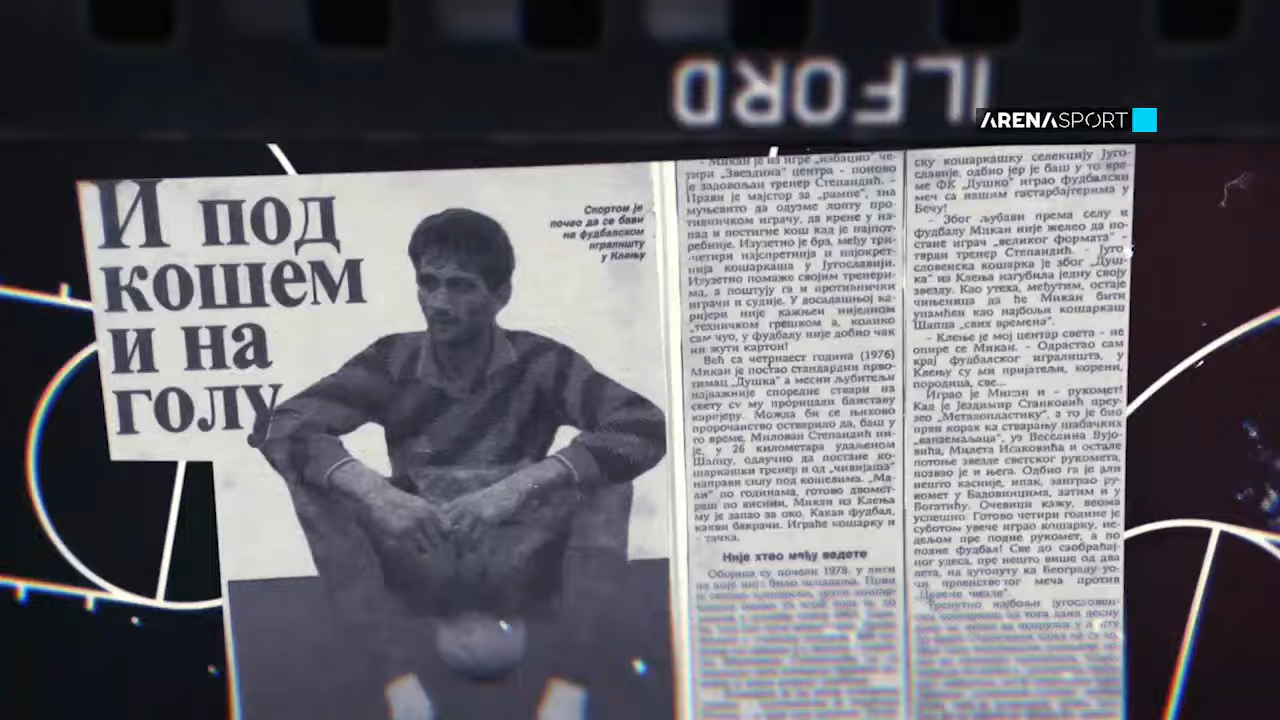 ILFORD
ARENASPORT
И под
кошем
и на
голу
Спортом је
почео да се бави
на фудбалском
игралишту
у Клењу
- Микан је из игре „избацио" че-
тири „Звездина" центра - поново
је задовољан тренер Степандић. -
Прави је мајстор за „рампе", зна
муњевито да одузме лопту про-
тивничком играчу, да крене у на-
пад и постигне кош кад је најпот-
ребније. Изузетно је брз, међу три-
-четири најспретнија и најокрет-
нија кошаркаша у Југославији.
Изузетно помаже својим тренери-
ма, а поштују га и противнички
играчи и судије. У досадашњој ка-
ријери није кажњен ниједном
„техничком грешком а, колико
сам чуо, у фудбалу није добио чак
ни жути картон!
Већ са четрнаест година (1976)
Микан је постао стандардни прво-
тимац „Душка" а месни љубитељи
најважније споредне ствари на
свету су му прорицали блиставу
каријеру. Можда би се њихово
пророчанство остварило да, баш у
то време, Милован Степандић ни-
је, у 26 километара удаљеном
Шапцу, одлучио да постане ко-
шаркашки тренер и од „чивијаша"
направи силу под кошевима. „Ма-
ли" по годинама, готово двомет-
раш по висини, Микан из Клења
му је запао за око. Какав фудбал,
какви бакрачи. Играће кошарку и
- тачка.
Није хтео међу ведете
Обојица су почели 1978. у лиги
ску кошаркашку селекцију Југо-
славије, одбио јер је баш у то вре-
ме ФК „Душко" играо фудбалски
меч са нашим гастарбајтерима у
Бечу!
- Због љубави према селу и
фудбалу Микан није желео да по-
стане играч „великог формата" -
тврди тренер Степандић. - Југо-
словенска кошарка је због „Душ-
ка" из Клења изгубила једну своју
звезду. Као утеха, међутим, остаје
чињеница да ће Микан бити
упамћен као најбољи кошаркаш
Шапца „свих времена".
- Клење је мој центар света - не
опире се Микан. - Одрастао сам
крај фудбалског игралишта, у
Клењу су ми пријатељи, корени,
породица, све...
Играо је Миган и - рукомет!
Кад је Јездимир Станковић преу-
зео „Металопластику", а то је био
први корак ка стварању шабачких
„ванземаљаца", уз Веселина Вујо-
вића, Милета Исаковића и остале
потоње звезде светског рукомета,
позвао је и њега. Одбио га је али
нешто касније, ипак, заиграо ру-
комет у Бадовинцима, затим и у
Богатићу. Очевици кажу, веома
успешно. Готово четири године је
суботом увече играо кошарку, не-
дељом пре подне рукомет, а по
подне фудбал! Све до саобраћај-
ног удеса, пре нешто више од два
лета, на аутопуту ка Београду уо-
чи првенственог меча против
„Црвене звезде".
Тренутно најбољи југословен-